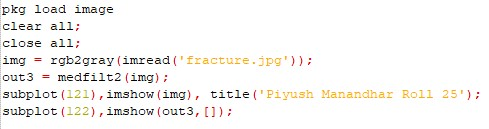 pkg load image
clear all;
close all;
img = rgb2gray(imread('fracture.jpg'));
out3 = medfilt2(img);
subplot(121),imshow(img), title('Piyush Manandhar Roll 25');
subplot(122),imshow(out3,[]);